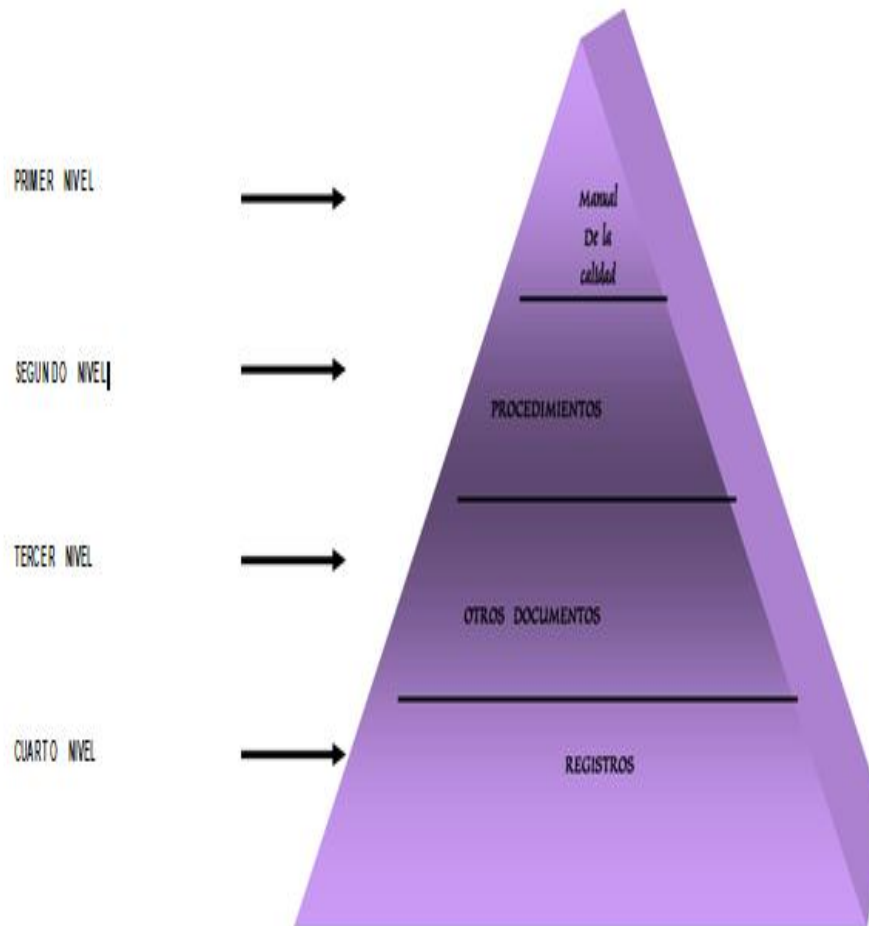 PRIMER NIVEL
Manual
De la
calidad
SEGUNDO NIVEL
PROCEDIMIENTOS
TERCER NIVEL
OTROS DOCUMENTOS
CUARTO NIVEL
REGISTROS